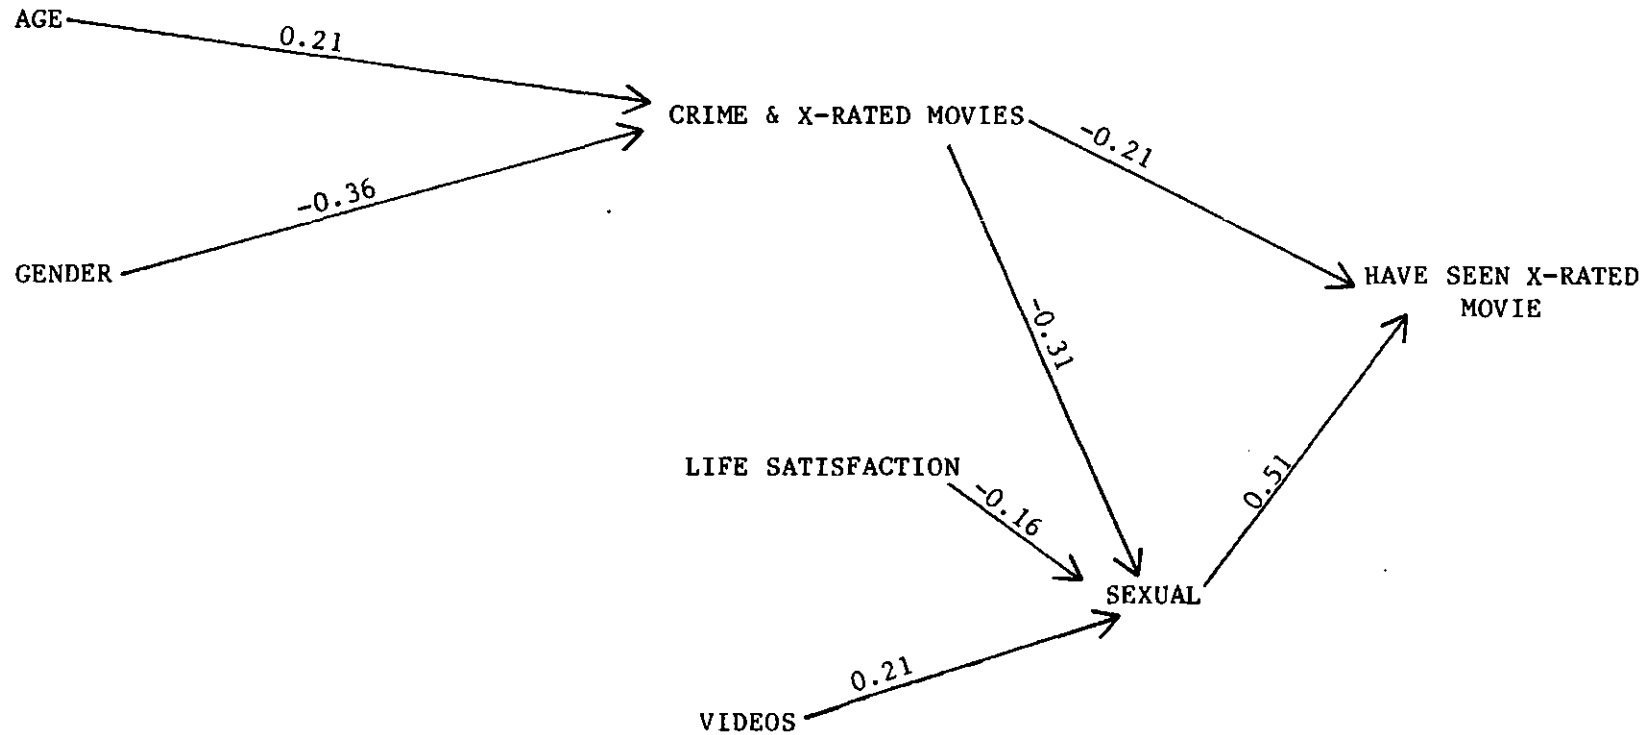 AGE
0.21
CRIME & X-RATED MOVIES
-0.21
-0.36
GENDER
HAVE SEEN X-RATED
MOVIE
-0.31
LIFE SATISFACTION
-0.16
0.51
SEXUAL
0.21
VIDEOS